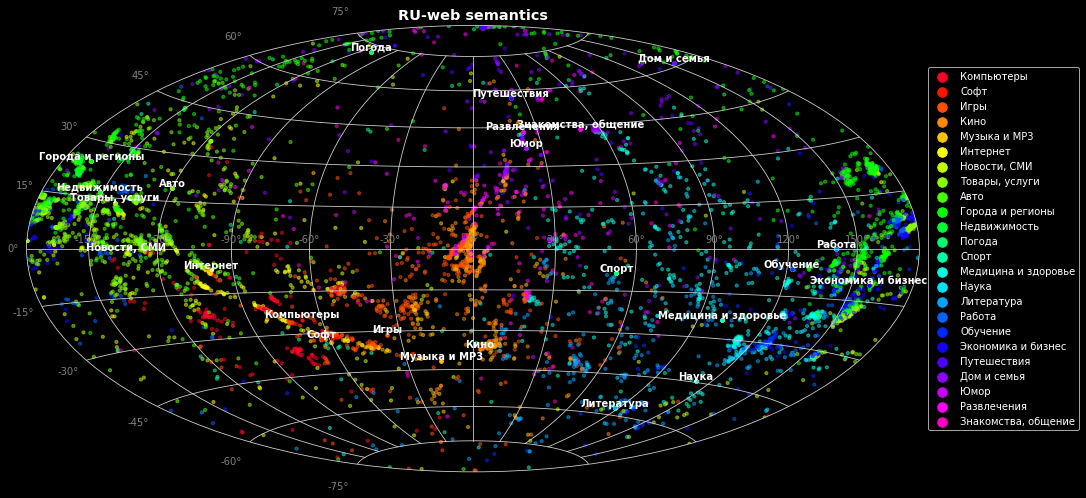 RU-web semantics
75°
60°
45°
30°
15°
0°
-15°
-30°
-45°
-60°
-75°
-90°
-60°
-30°
30°
60°
90°
120°
150°
Погода
Дом и семья
Путешествия
Развлечения
Знакомства, общение
Юмор
Города и регионы
Недвижимость
Товары, услуги
Авто
Новости, СМИ
Интернет
Работа
Обучение
Спорт
Экономика и бизнес
Компьютеры
Софт
Игры
Кино
Музыка и MP3
Медицина и здоровье
Наука
Литература
Компьютеры
Софт
Игры
Кино
Музыка и MP3
Интернет
Новости, СМИ
Товары, услуги
Авто
Города и регионы
Недвижимость
Погода
Спорт
Медицина и здоровье
Наука
Литература
Работа
Обучение
Экономика и бизнес
Путешествия
Дом и семья
Юмор
Развлечения
Знакомства, общение